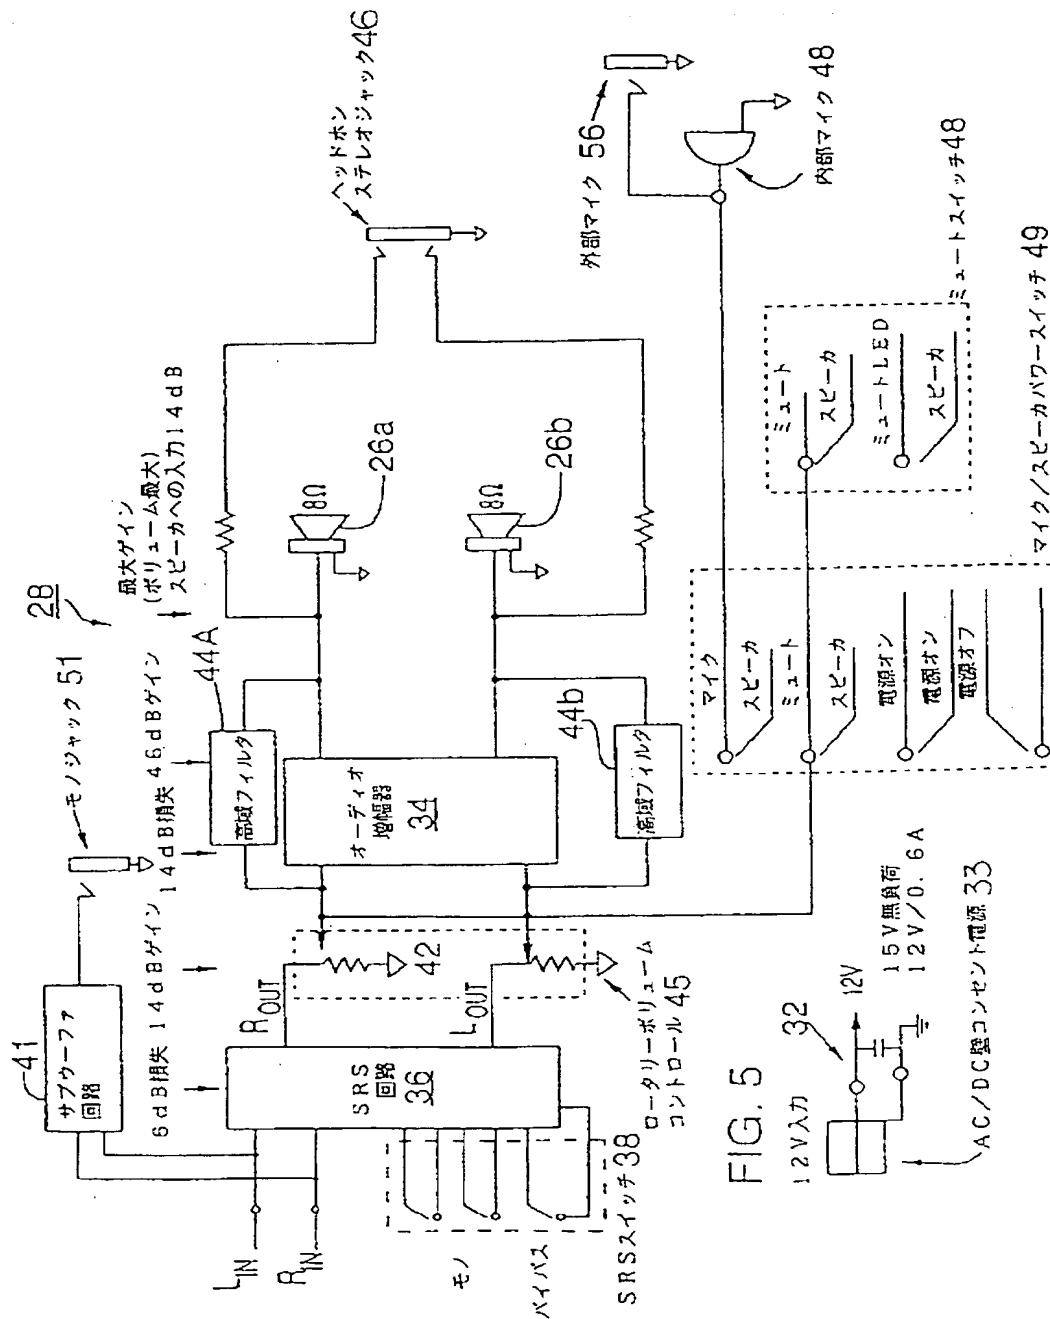 28
モノジャック 51
41
サブウーファ
回路
6dB損失 14dBゲイン 14dB損失 46dBゲイン
最大ゲイン
(ボリューム最大)
スピーカへの入力14dB
44A
高域フィルタ
ヘッドホン
ステレオジャック46
LIN
RIN
SRS
回路
36
ROUT
LOUT
42
オーディオ
増幅器
34
8Ω
26a
8Ω
26b
44b
高域フィルタ
モノ
バイパス
SRSスイッチ38
ロータリーボリューム
コントロール 45
外部マイク 56
内部マイク 48
マイク
スピーカ
ミュート
スピーカ
電源オン
電源オン
電源オフ
ミュート
スピーカ
ミュートLED
スピーカ
ミュートスイッチ48
マイク/スピーカパワースイッチ 49
FIG. 5
12V入力
32
12V
15V無負荷
12V/0.6A
AC/DC壁コンセント電源 33